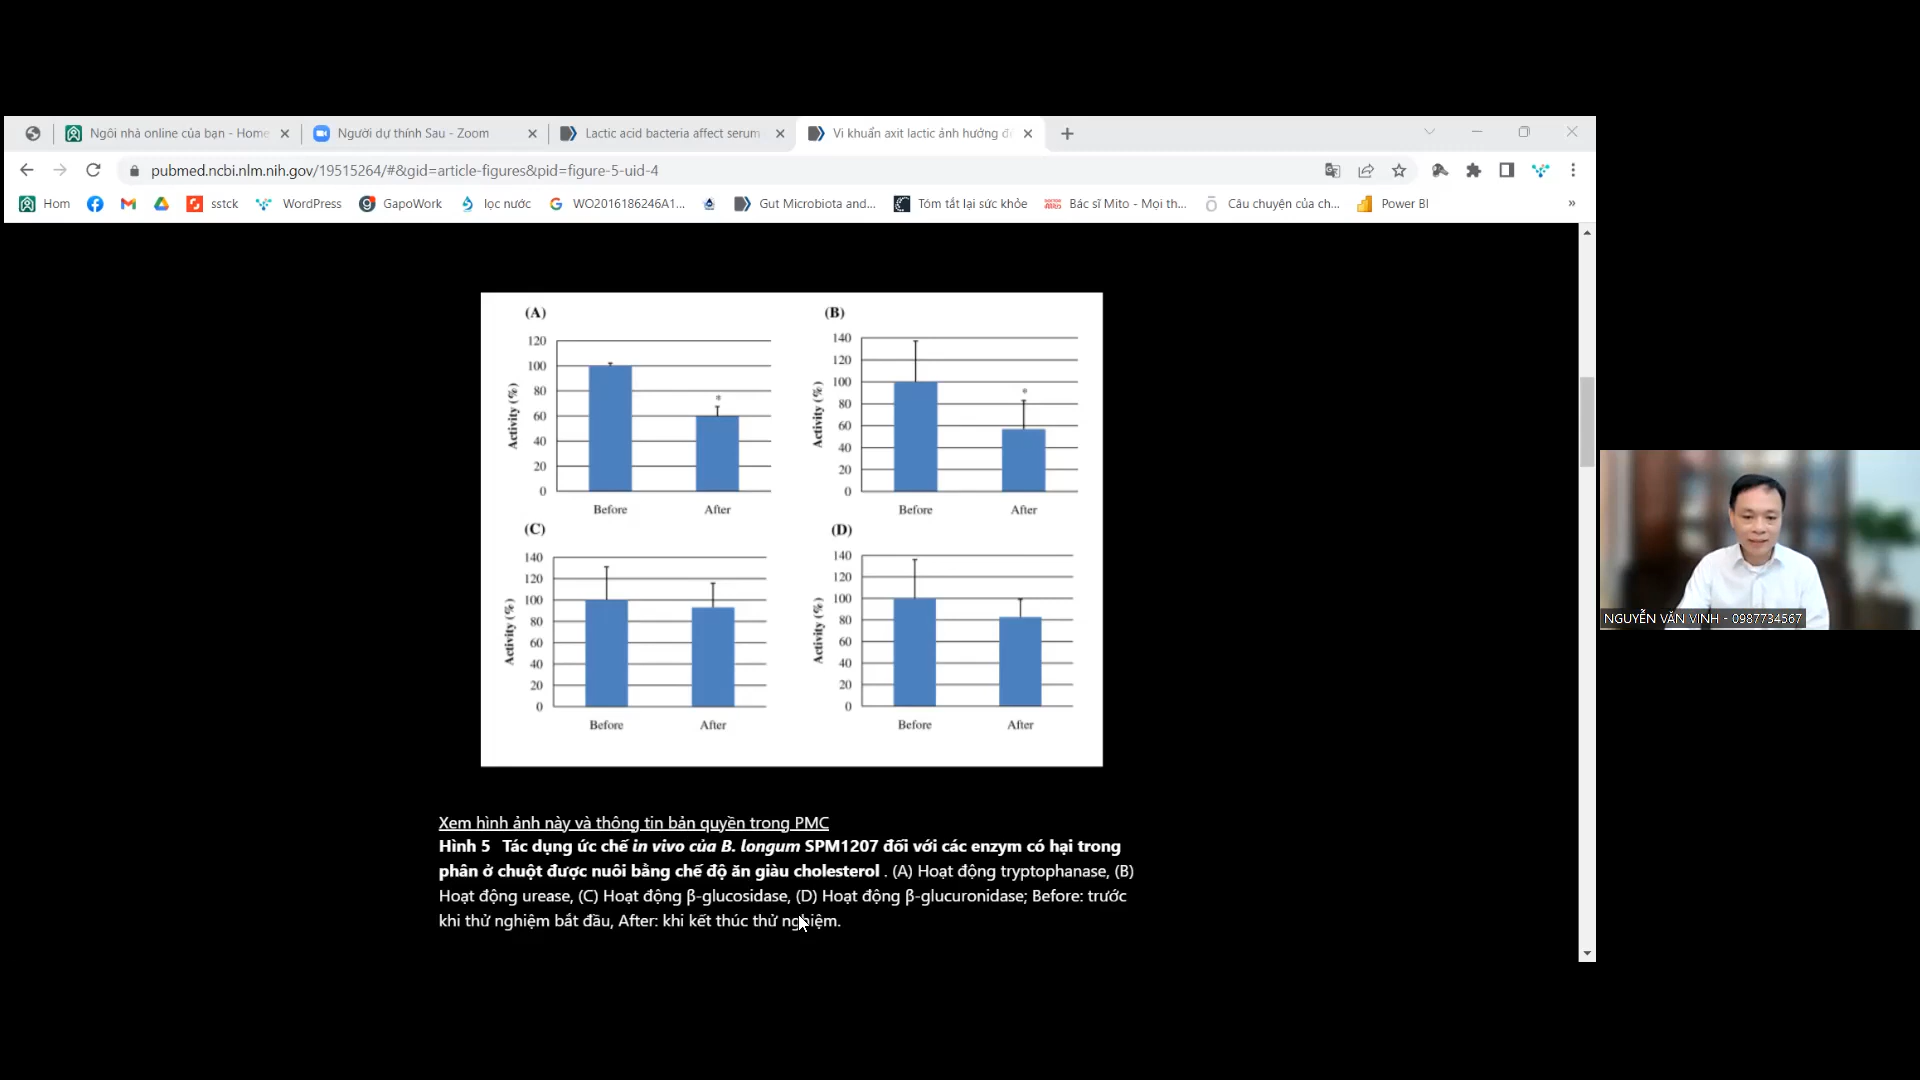 Ngôi nhà online của bạn - Home
Người dự thính Sau - Zoom
Lactic acid bacteria affect serum
Vi khuẩn axit lactic ảnh hưởng đ
pubmed.ncbi.nlm.nih.gov/19515264/#&gid=article-figures&pid=figure-5-uid-4
Hom
sstck
WordPress
GapoWork
lọc nước
WO2016186246A1...
Gut Microbiota and...
Tóm tắt lại sức khỏe
Bác sĩ Mito - Mọi th...
Câu chuyện của ch...
Power BI
»
(A)
120
100
80
60
40
20
0
Activity (%)
*
Before
After
(B)
140
120
100
80
60
40
20
0
Activity (%)
*
Before
After
(C)
140
120
100
80
60
40
20
0
Activity (%)
Before
After
(D)
140
120
100
80
60
40
20
0
Activity (%)
Before
After
Xem hình ảnh này và thông tin bản quyền trong PMC
Hình 5 Tác dụng ức chế in vivo của B. longum SPM1207 đối với các enzym có hại trong
phân ở chuột được nuôi bằng chế độ ăn giàu cholesterol . (A) Hoạt động tryptophanase, (B)
Hoạt động urease, (C) Hoạt động β-glucosidase, (D) Hoạt động β-glucuronidase; Before: trước
khi thử nghiệm bắt đầu, After: khi kết thúc thử nghiệm.
NGUYỄN VĂN VINH - 0987734567